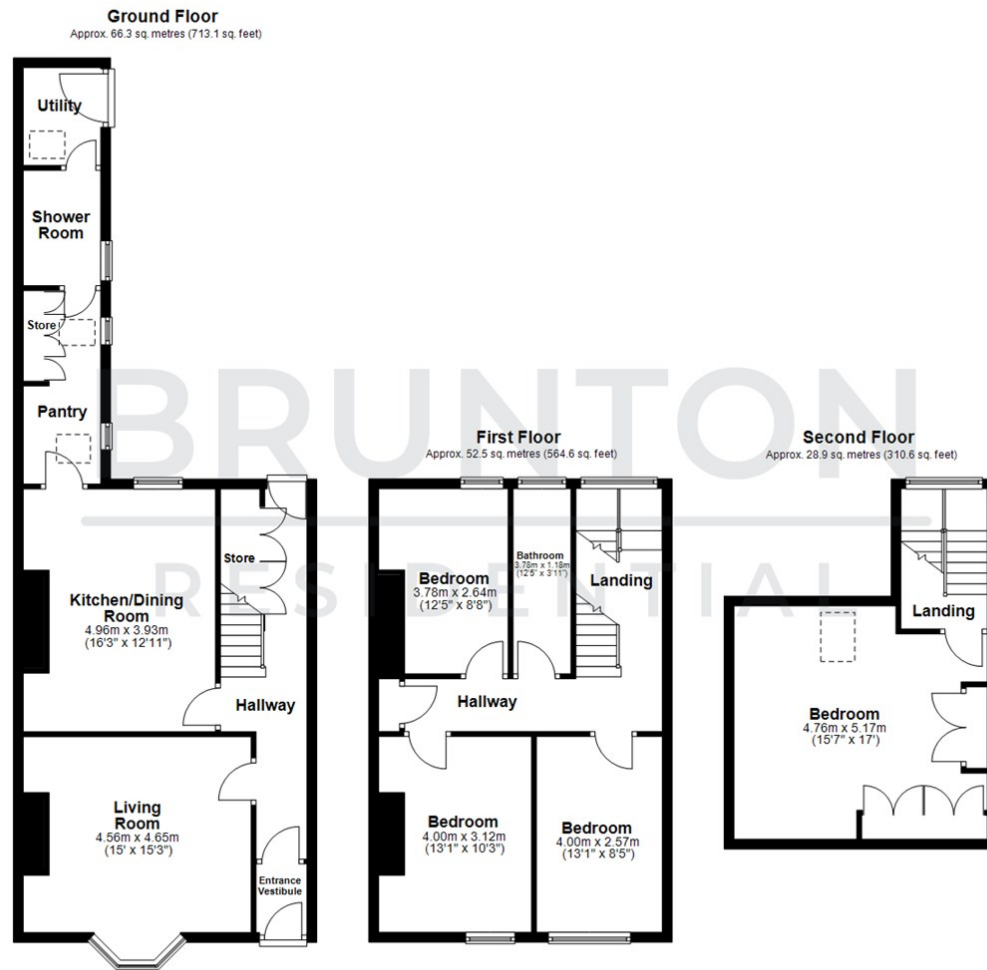 Ground Floor
Approx. 66.3 sq. metres (713.1 sq. feet)
Utility
Shower
Room
Store
Pantry
Store
Kitchen/Dining
Room
4.96m x 3.93m
(16'3" x 12'11")
Hallway
Living
Room
4.56m x 4.65m
(15' x 15'3")
Entrance
Vestibule
First Floor
Approx. 52.5 sq. metres (564.6 sq. feet)
Bedroom
3.78m x 2.64m
(12'5" x 8'8")
Bathroom
3.78m x 1.18m
(12'5" x 3'11")
Landing
Hallway
Bedroom
4.00m x 3.12m
(13'1" x 10'3")
Bedroom
4.00m x 2.57m
(13'1" x 8'5")
Second Floor
Approx. 28.9 sq. metres (310.6 sq. feet)
Landing
Bedroom
4.76m x 5.17m
(15'7" x 17')
BRUNTON
RESIDENTIAL